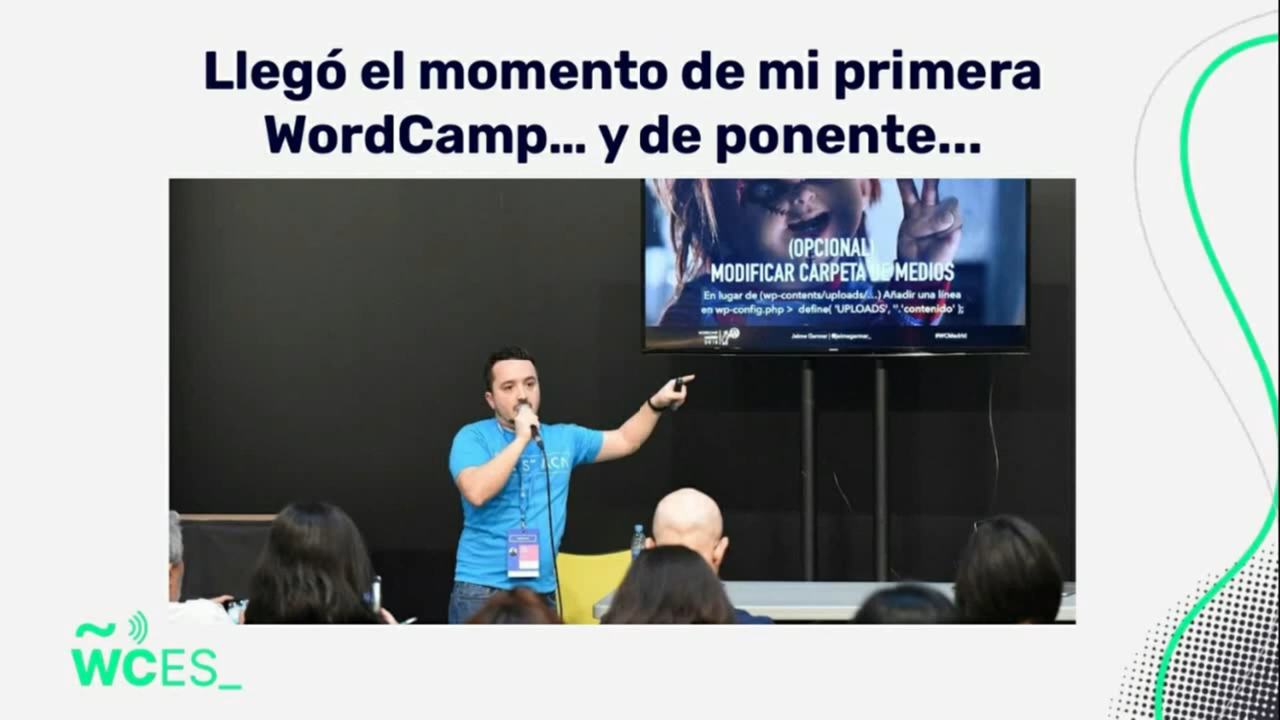 Llegó el momento de mi primera
WordCamp... y de ponente...
(OPCIONAL)
MODIFICAR CARPETA DE MEDIOS
En lugar de (wp-contents/uploads/...) Añadir una línea
en wp-config.php > define( 'UPLOADS', ''.'contenido' );
#WCMadrid
WCES_